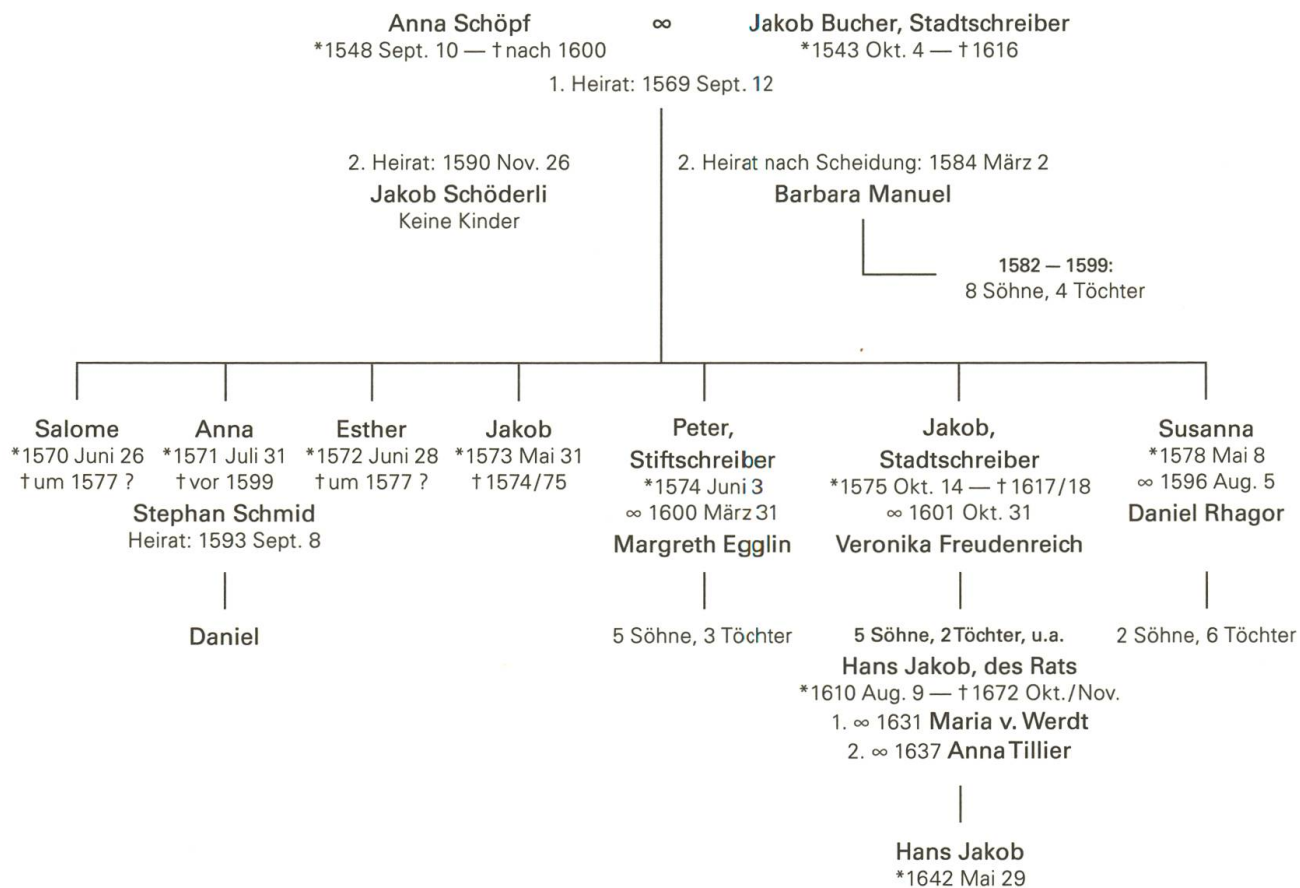 Anna Schöpf ∞ Jakob Bucher, Stadtschreiber
*1548 Sept. 10 — † nach 1600 *1543 Okt. 4 — † 1616
1. Heirat: 1569 Sept. 12
2. Heirat: 1590 Nov. 26
Jakob Schöderli
Keine Kinder
2. Heirat nach Scheidung: 1584 März 2
Barbara Manuel
1582 — 1599:
8 Söhne, 4 Töchter
Salome
*1570 Juni 26
† um 1577 ?
Anna
*1571 Juli 31
† vor 1599
Stephan Schmid
Heirat: 1593 Sept. 8
Daniel
Esther
*1572 Juni 28
† um 1577 ?
Jakob
*1573 Mai 31
† 1574/75
Peter,
Stiftschreiber
*1574 Juni 3
∞ 1600 März 31
Margreth Egglin
5 Söhne, 3 Töchter
Jakob,
Stadtschreiber
*1575 Okt. 14 — † 1617/18
∞ 1601 Okt. 31
Veronika Freudenreich
5 Söhne, 2 Töchter, u.a.
Hans Jakob, des Rats
*1610 Aug. 9 — † 1672 Okt./Nov.
1. ∞ 1631 Maria v. Werdt
2. ∞ 1637 Anna Tillier
Hans Jakob
*1642 Mai 29
Susanna
*1578 Mai 8
∞ 1596 Aug. 5
Daniel Rhagor
2 Söhne, 6 Töchter